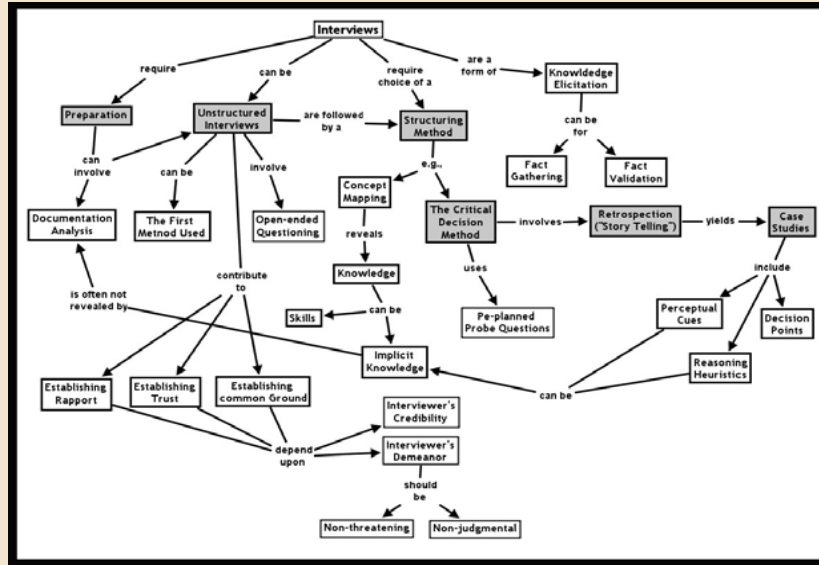 Interviews
require
can be
require
choice of a
are a
form of
Knowldedge
Elicitation
Preparation
Unstructured
Interviews
are followed
by a
Structuring
Method
can be
for
can
involve
can be
involve
e,g,,
Fact
Gathering
Fact
Validation
Concept
Mapping
Documentation
Analysis
The First
Metnod Used
Open-ended
Questioning
The Critical
Decision
Method
involves
Retrospection
("Story Telling")
yields
Case
Studies
reveals
contribute
to
Knowledge
uses
include
is often not
revealed by
Skills
can be
Pe-planned
Probe Questions
Perceptual
Cues
Decision
Points
Implicit
Knowledge
Reasoning
Heuristics
Establishing
Rapport
Establishing
Trust
Establishing
common Ground
can be
Interviewer's
Credibility
depend
upon
Interviewer's
Demeanor
should
be
Non-threatening
Non-judgmental